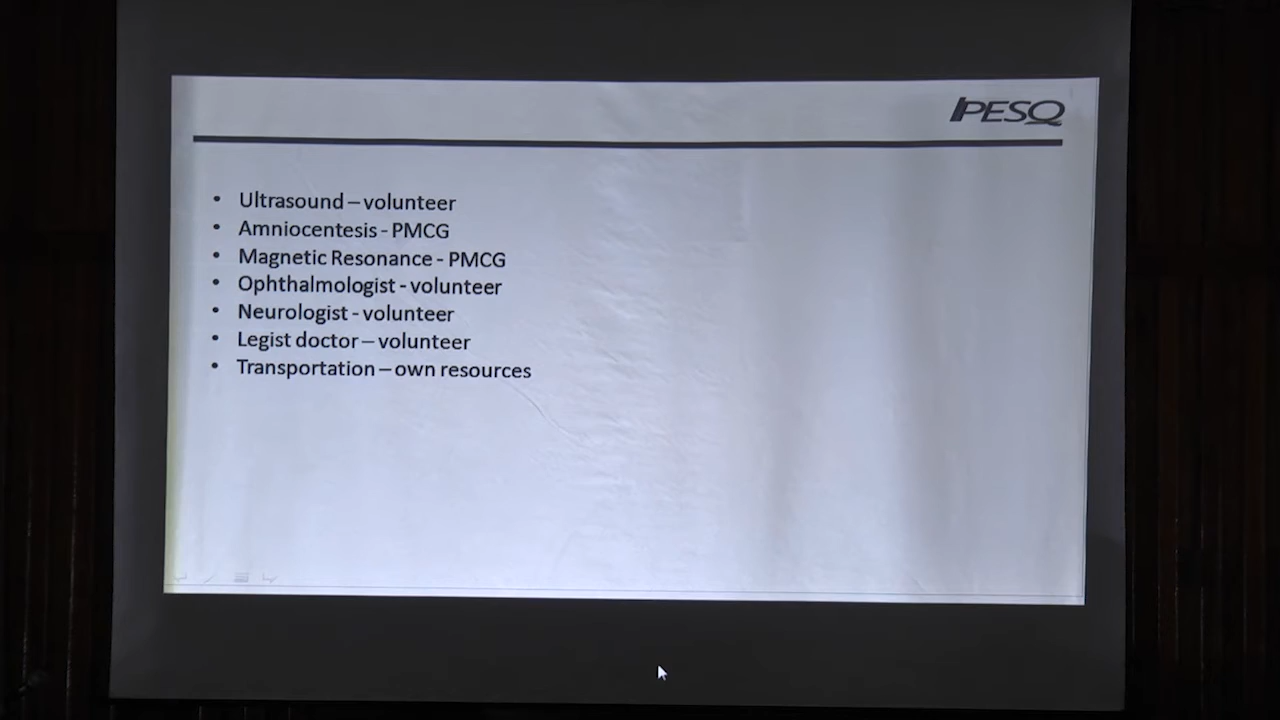 IPESQ
• Ultrasound – volunteer
• Amniocentesis - PMCG
• Magnetic Resonance - PMCG
• Ophthalmologist - volunteer
• Neurologist - volunteer
• Legist doctor – volunteer
• Transportation – own resources